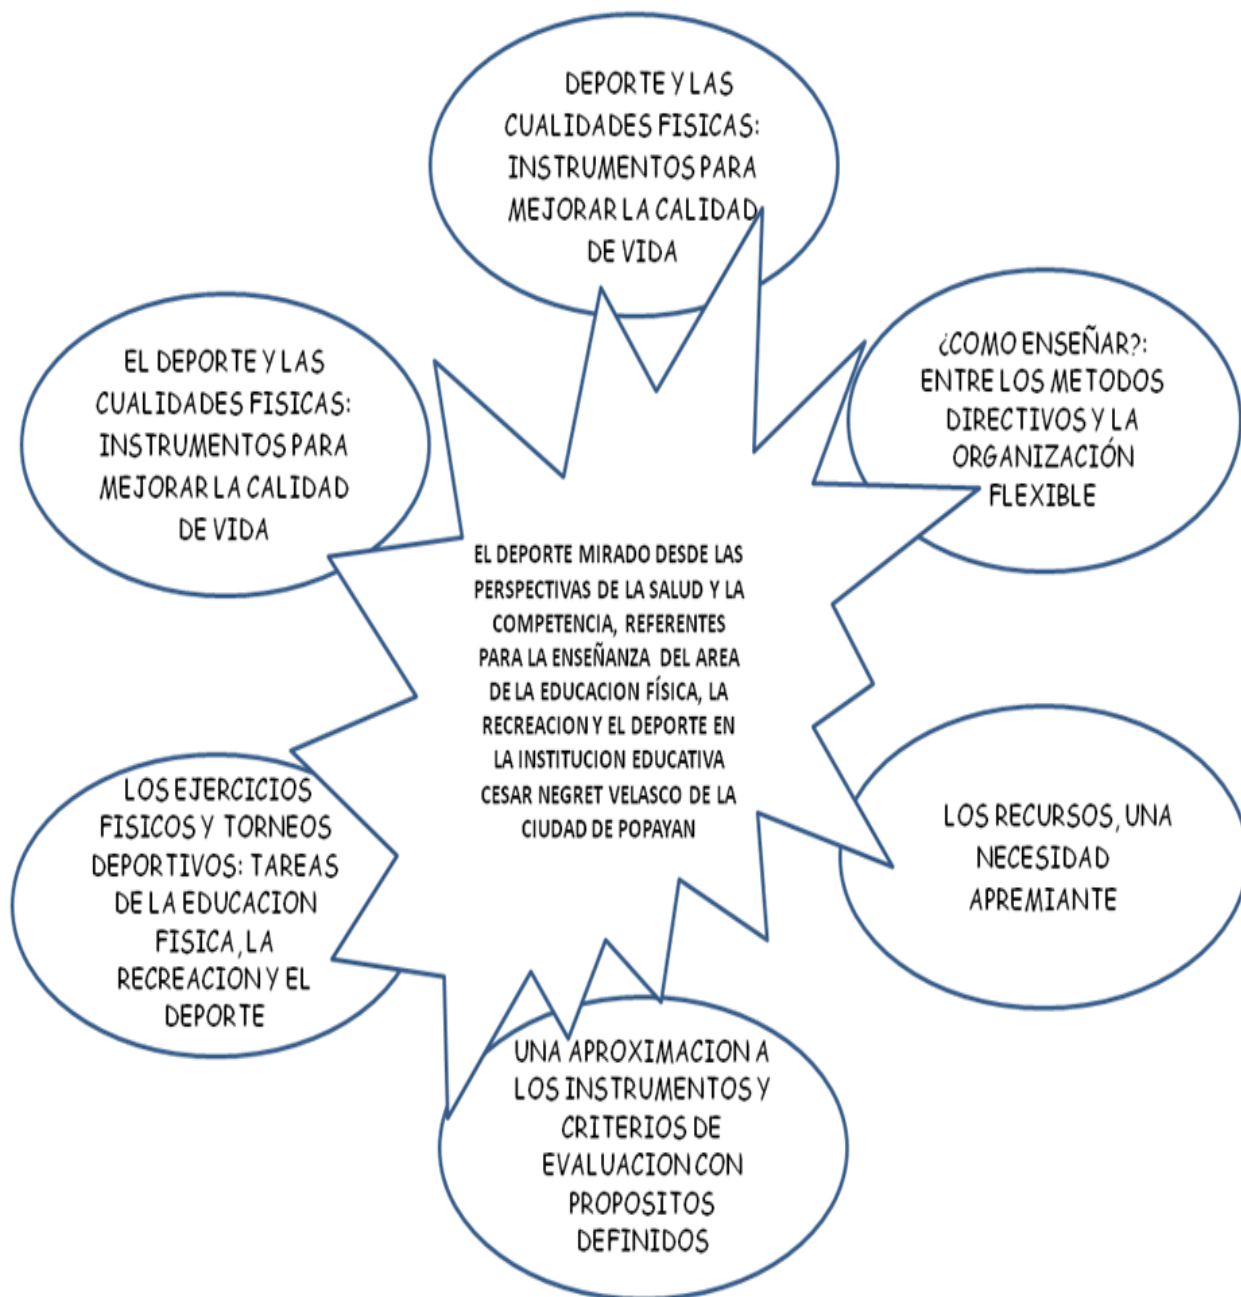 DEPORTE Y LAS
CUALIDADES FISICAS:
INSTRUMENTOS PARA
MEJORAR LA CALIDAD
DE VIDA
EL DEPORTE Y LAS
CUALIDADES FISICAS:
INSTRUMENTOS PARA
MEJORAR LA CALIDAD
DE VIDA
¿COMO ENSEÑAR?:
ENTRE LOS METODOS
DIRECTIVOS Y LA
ORGANIZACIÓN
FLEXIBLE
EL DEPORTE MIRADO DESDE LAS
PERSPECTIVAS DE LA SALUD Y LA
COMPETENCIA, REFERENTES
PARA LA ENSEÑANZA DEL AREA
DE LA EDUCACION FÍSICA, LA
RECREACION Y EL DEPORTE EN
LA INSTITUCION EDUCATIVA
CESAR NEGRET VELASCO DE LA
CIUDAD DE POPAYAN
LOS EJERCICIOS
FISICOS Y TORNEOS
DEPORTIVOS: TAREAS
DE LA EDUCACION
FISICA, LA
RECREACION Y EL
DEPORTE
LOS RECURSOS, UNA
NECESIDAD
APREMIANTE
UNA APROXIMACION A
LOS INSTRUMENTOS Y
CRITERIOS DE
EVALUACION CON
PROPOSITOS
DEFINIDOS